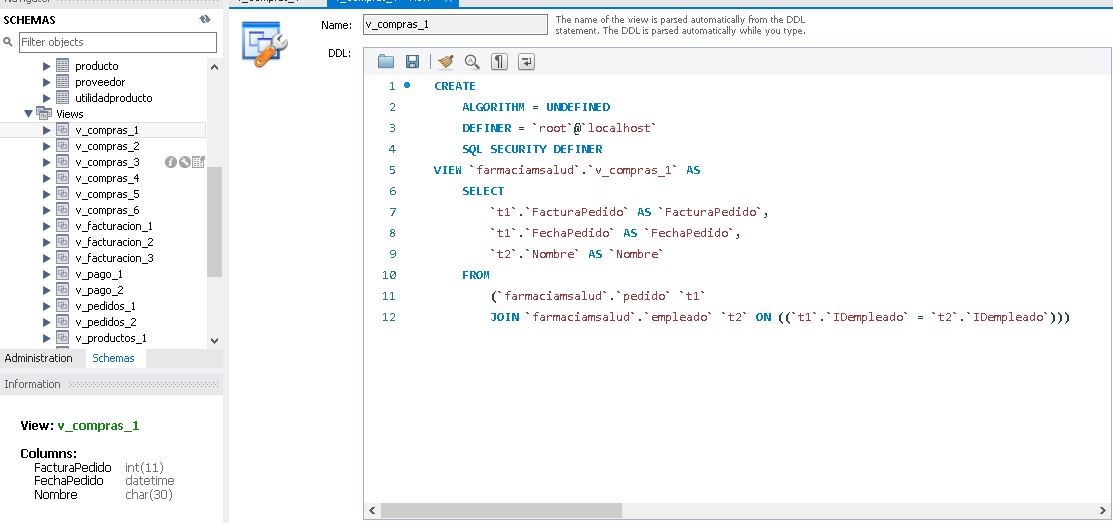 SCHEMAS
Filter objects
producto
proveedor
utilidadproducto
Views
v_compras_1
v_compras_2
v_compras_3
v_compras_4
v_compras_5
v_compras_6
v_facturacion_1
v_facturacion_2
v_facturacion_3
v_pago_1
v_pago_2
v_pedidos_1
v_pedidos_2
v_productos_1
Administration Schemas
Information
View: v_compras_1
Columns:
FacturaPedido int(11)
FechaPedido datetime
Nombre char(30)
Name: v_compras_1
The name of the view is parsed automatically from the DDL
statement. The DDL is parsed automatically while you type.
DDL:
1 CREATE
2 ALGORITHM = UNDEFINED
3 DEFINER = `root`@`localhost`
4 SQL SECURITY DEFINER
5 VIEW `farmaciamsalud`.`v_compras_1` AS
6 SELECT
7 `t1`.`FacturaPedido` AS `FacturaPedido`,
8 `t1`.`FechaPedido` AS `FechaPedido`,
9 `t2`.`Nombre` AS `Nombre`
10 FROM
11 (`farmaciamsalud`.`pedido` `t1`
12 JOIN `farmaciamsalud`.`empleado` `t2` ON ((`t1`.`IDempleado` = `t2`.`IDempleado`)))